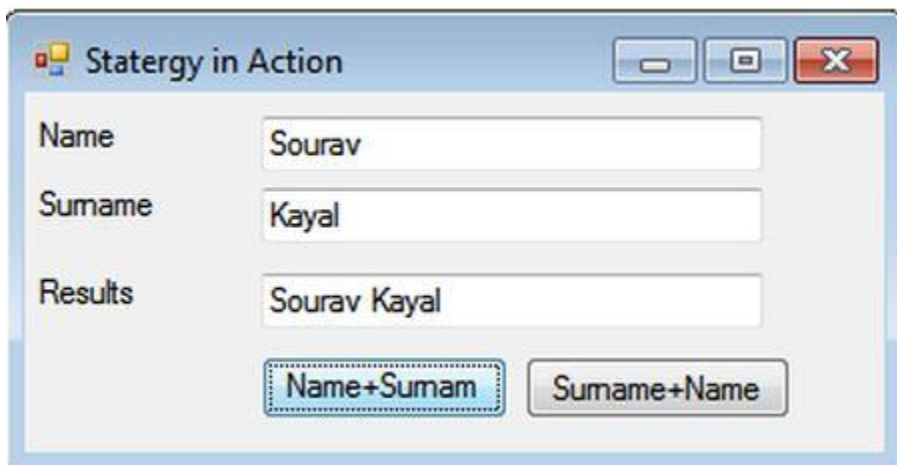 Statergy in Action
Name Sourav
Surname Kayal
Results Sourav Kayal
Name+Surnam Surname+Name